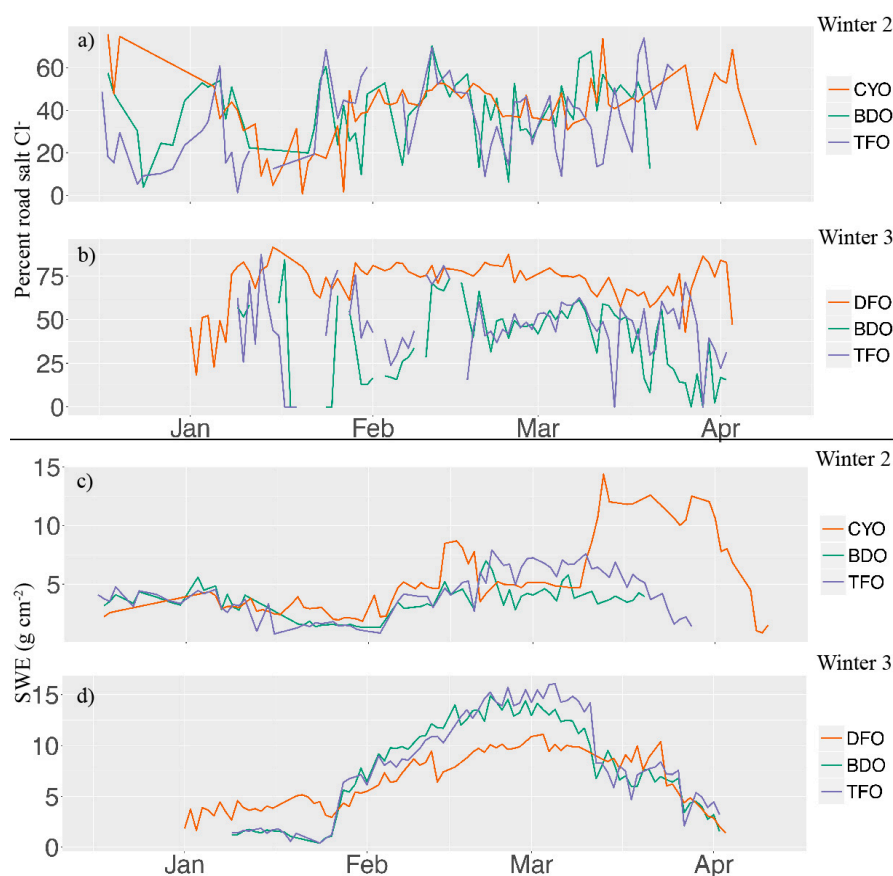 Winter 2
a)
60
40
20
0
CYO
BDO
TFO
Percent road salt Cl-
Winter 3
b)
75
50
25
0
DFO
BDO
TFO
Jan Feb Mar Apr
Winter 2
c)
15
10
5
CYO
BDO
TFO
SWE (g cm-2)
Winter 3
d)
15
10
5
0
DFO
BDO
TFO
Jan Feb Mar Apr